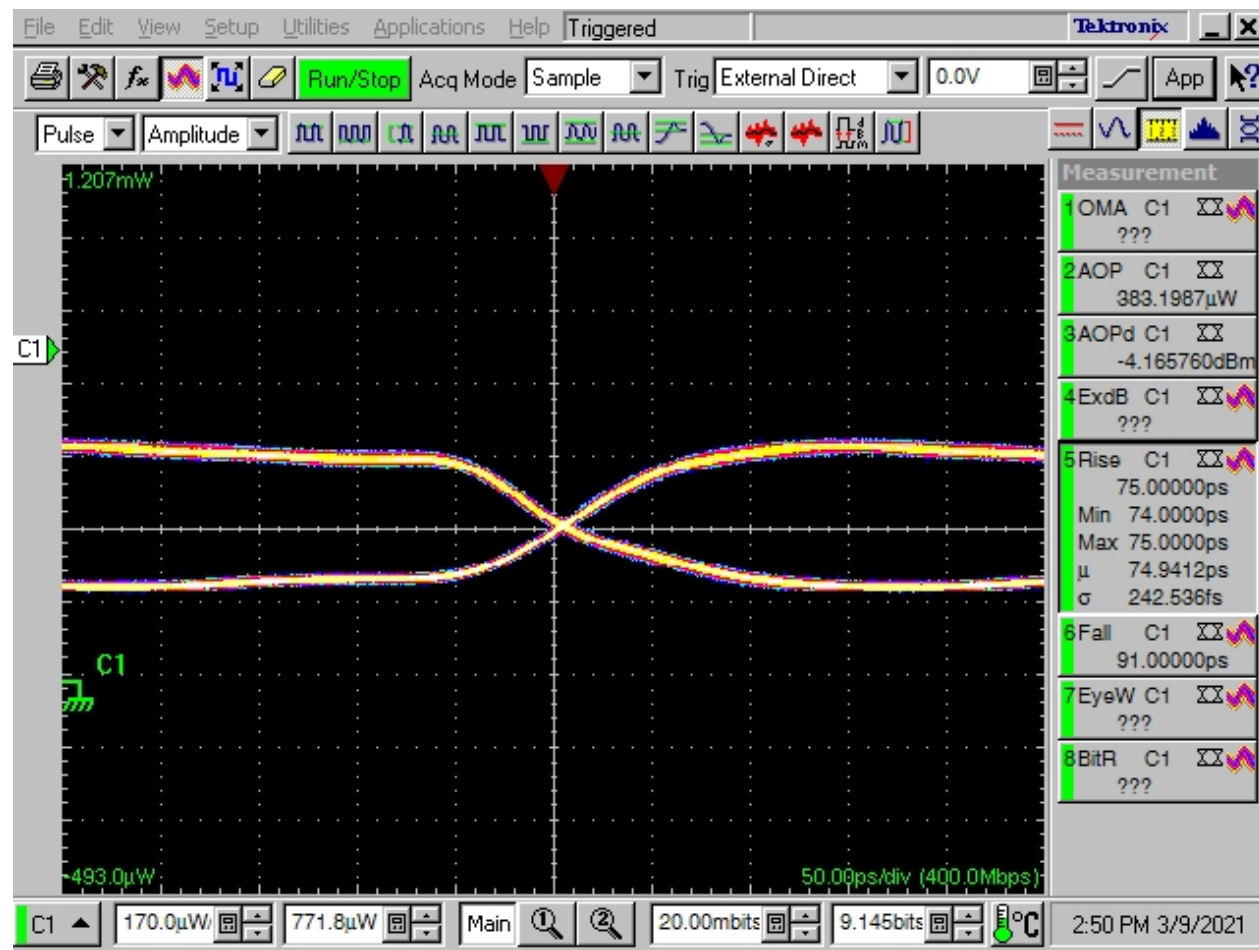 File Edit View Setup Utilities Applications Help Triggered Tektronix
Run/Stop Acq Mode Sample Trig External Direct 0.0V App
Pulse Amplitude
1.207mW
C1
C1
-493.0µW
50.00ps/div (400.0Mbps)
Measurement
1 OMA C1
???
2 AOP C1
383.1987µW
3 AOPd C1
-4.165760dBm
4 ExdB C1
???
5 Rise C1
75.00000ps
Min 74.0000ps
Max 75.0000ps
µ 74.9412ps
σ 242.536fs
6 Fall C1
91.00000ps
7 EyeW C1
???
8 BitR C1
???
C1 170.0µW/ 771.8µW Main 1 2 20.00mbits 9.145bits °C 2:50 PM 3/9/2021